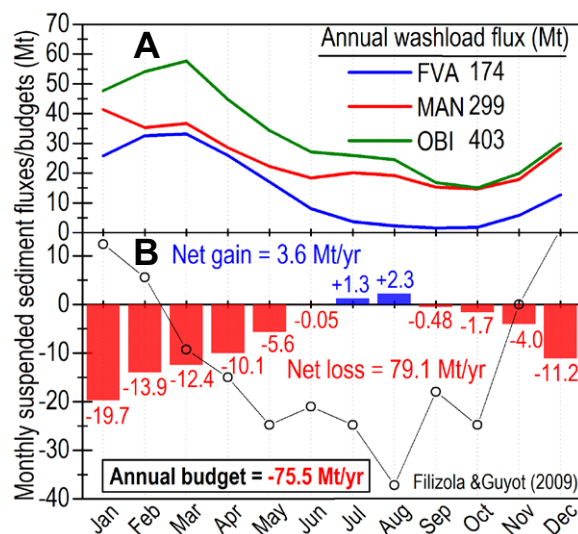 A
Annual washload flux (Mt)
FVA 174
MAN 299
OBI 403
Monthly suspended sediment fluxes/budgets (Mt)
70
60
50
40
30
20
10
0
B
Net gain = 3.6 Mt/yr
10
0
-10
-20
-30
-40
-19.7
-13.9
-12.4
-10.1
-5.6
-0.05
+1.3
+2.3
-0.48
-1.7
-4.0
-11.2
Net loss = 79.1 Mt/yr
Annual budget = -75.5 Mt/yr
Filizola &Guyot (2009)
Jan Feb Mar Apr May Jun Jul Aug Sep Oct Nov Dec